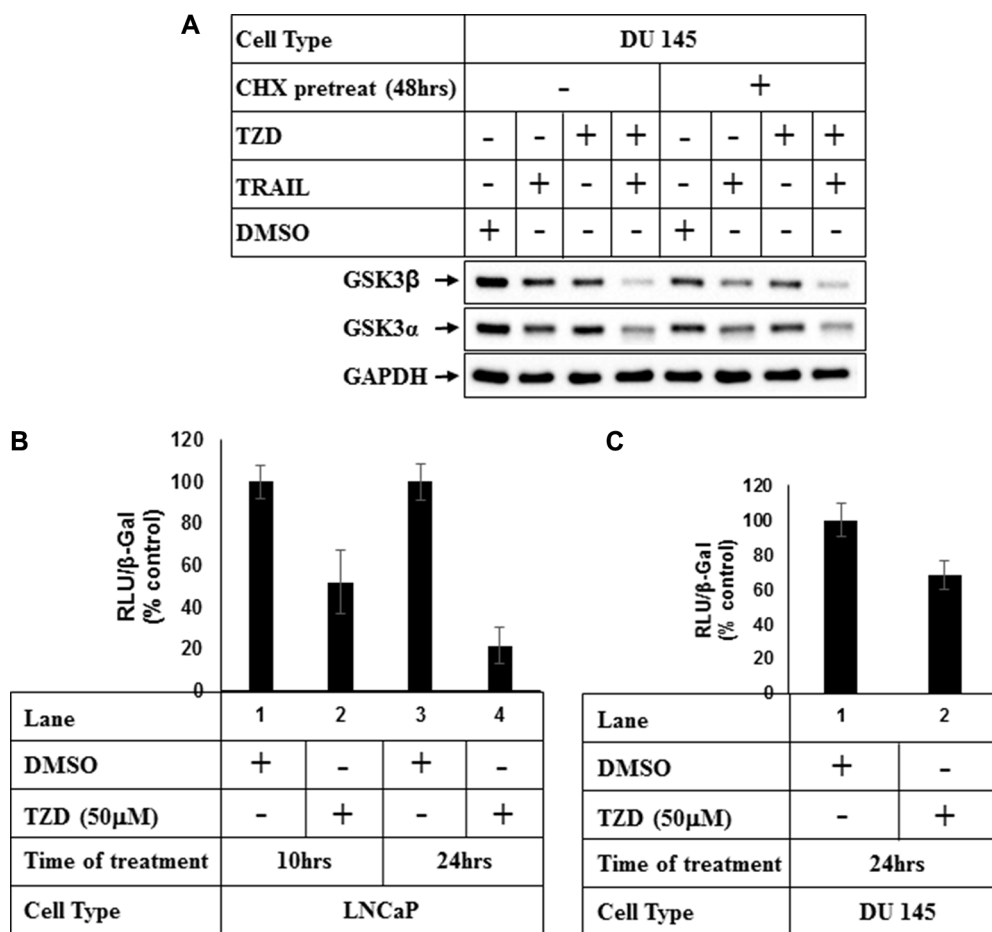 A
Cell Type DU 145
CHX pretreat (48hrs) - +
TZD - - + + - - + +
TRAIL - + - + - + - +
DMSO + - - - + - - -
GSK3β →
GSK3α →
GAPDH →
B
RLU/β-Gal
(% control)
120
100
80
60
40
20
0
Lane 1 2 3 4
DMSO + - + -
TZD (50µM) - + - +
Time of treatment 10hrs 24hrs
Cell Type LNCaP
C
RLU/β-Gal
(% control)
120
100
80
60
40
20
0
Lane 1 2
DMSO + -
TZD (50µM) - +
Time of treatment 24hrs
Cell Type DU 145